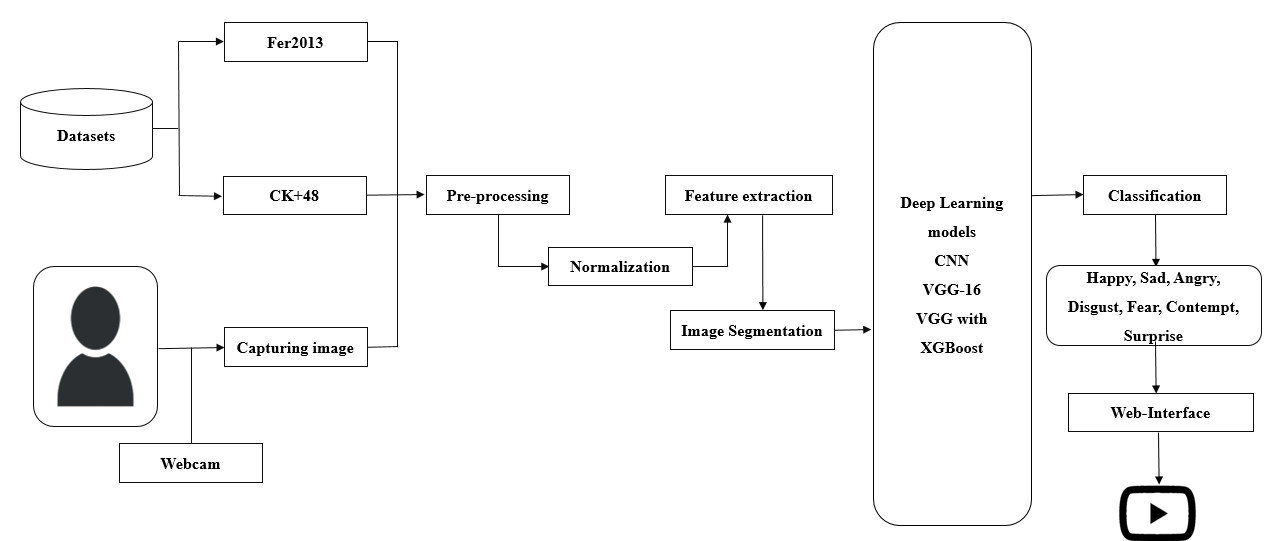 Fer2013
Datasets
CK+48
Capturing image
Webcam
Pre-processing
Normalization
Feature extraction
Image Segmentation
Deep Learning
models
CNN
VGG-16
VGG with
XGBoost
Classification
Happy, Sad, Angry,
Disgust, Fear, Contempt,
Surprise
Web-Interface